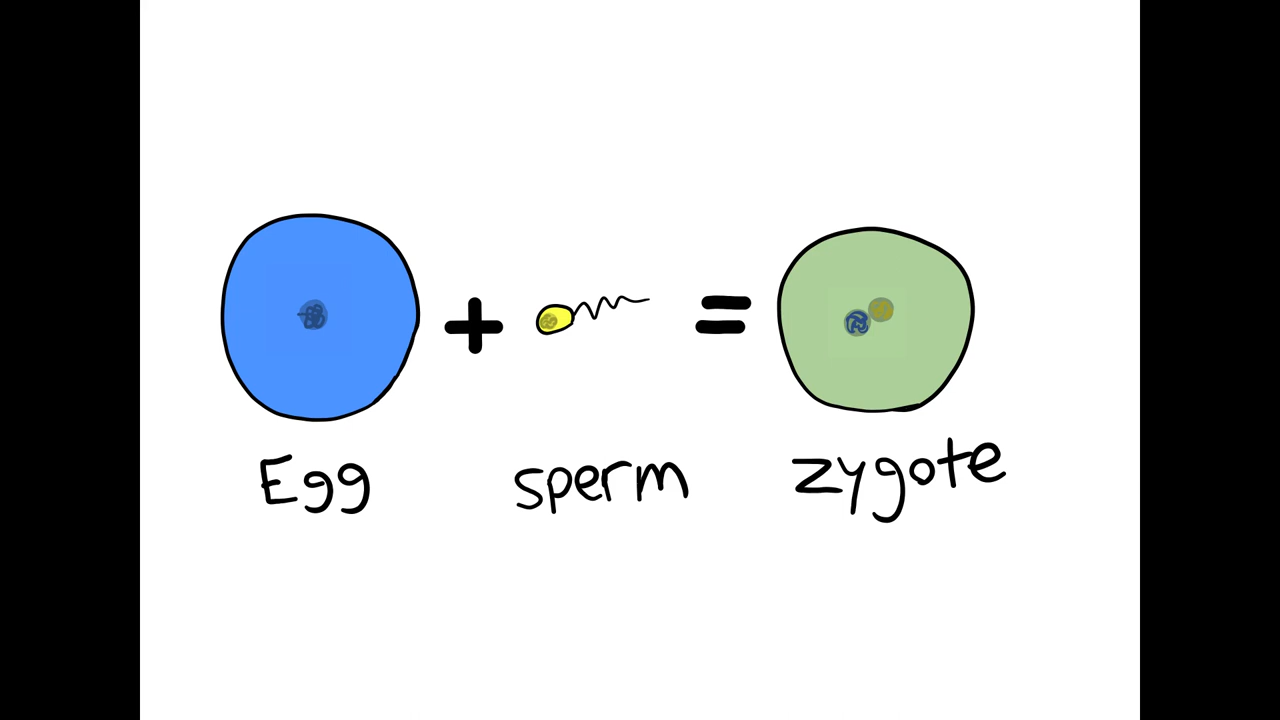 + =
Egg sperm zygote